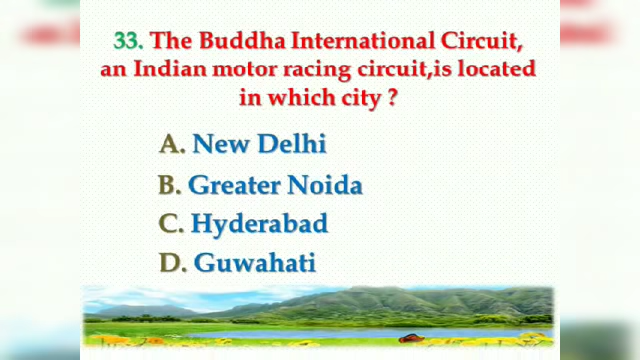 33. The Buddha International Circuit,
an Indian motor racing circuit,is located
in which city ?
A. New Delhi
B. Greater Noida
C. Hyderabad
D. Guwahati